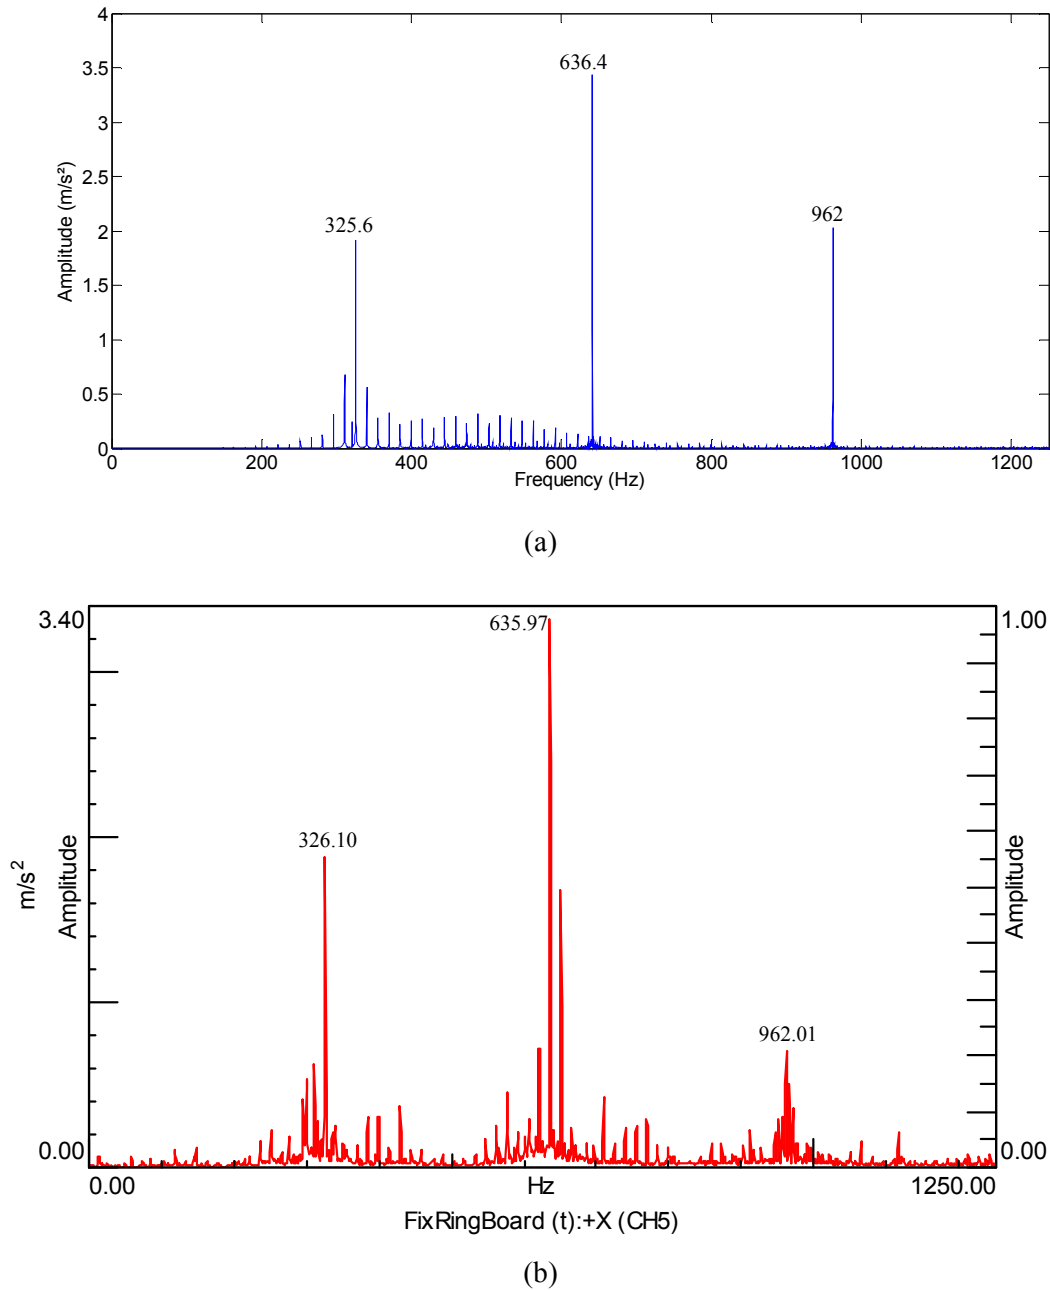 4
3.5
3
2.5
2
1.5
1
0.5
0
Amplitude (m/s²)
325.6
636.4
962
0 200 400 600 800 1000 1200
Frequency (Hz)
(a)
3.40
1.00
635.97
326.10
962.01
m/s²
Amplitude
Amplitude
0.00
0.00
0.00 Hz 1250.00
FixRingBoard (t):+X (CH5)
(b)